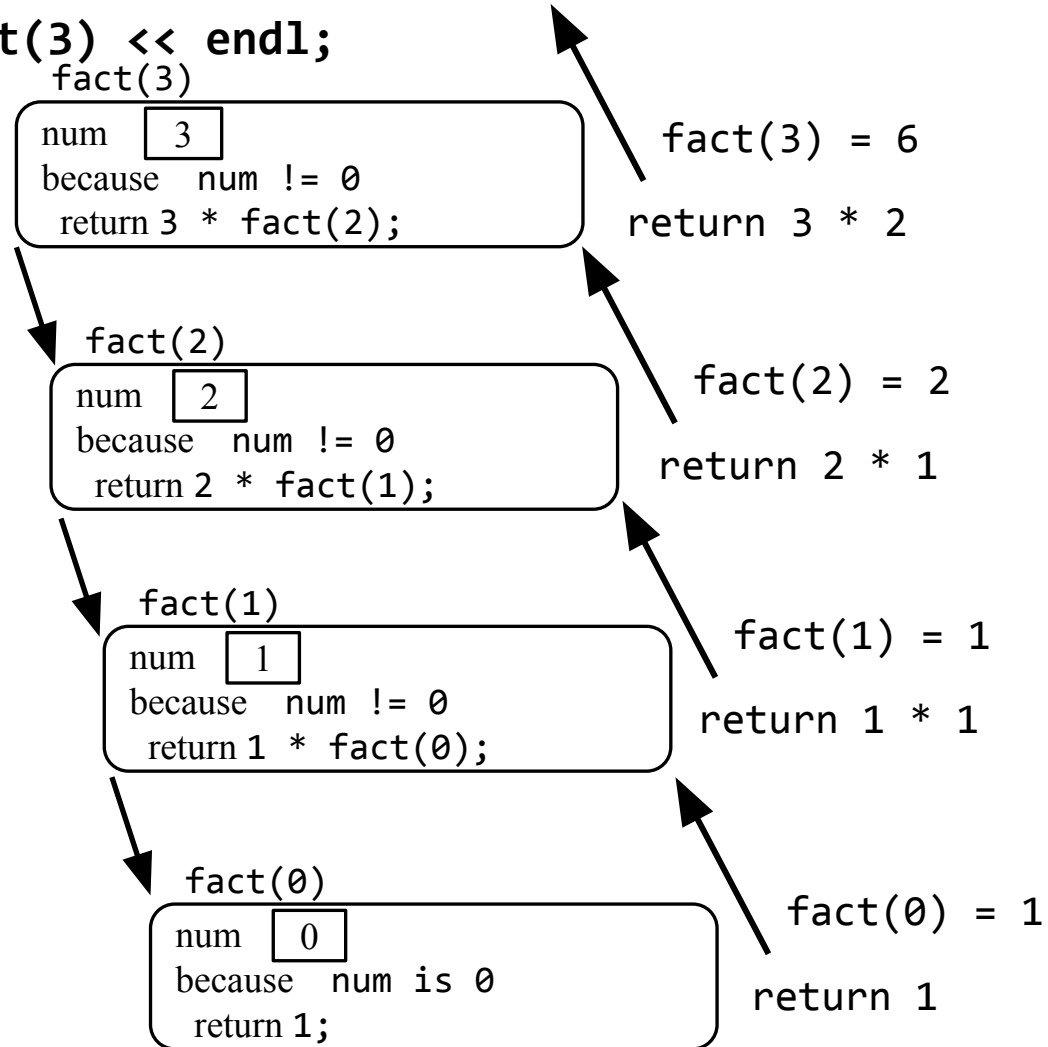 t(3) << endl;
fact(3)
num 3
because num != 0
return 3 * fact(2);
fact(3) = 6
return 3 * 2
fact(2)
num 2
because num != 0
return 2 * fact(1);
fact(2) = 2
return 2 * 1
fact(1)
num 1
because num != 0
return 1 * fact(0);
fact(1) = 1
return 1 * 1
fact(0)
num 0
because num is 0
return 1;
fact(0) = 1
return 1